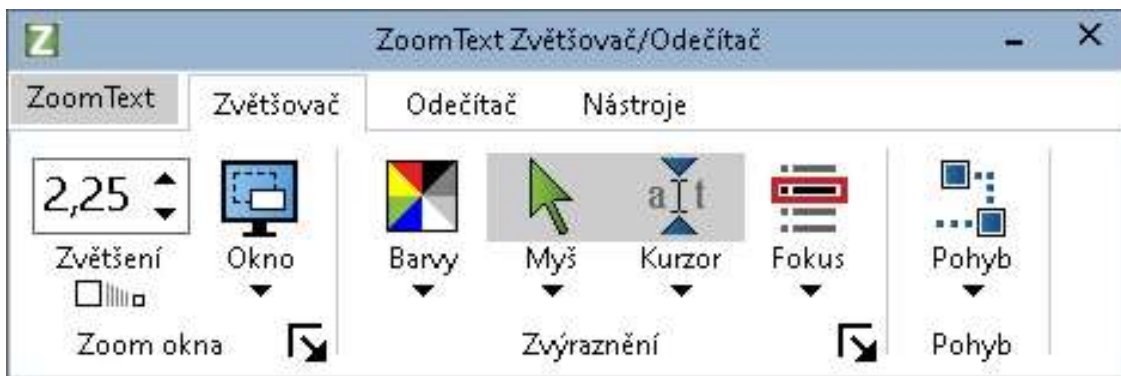 Z ZoomText Zvětšovač/Odečítač
ZoomText Zvětšovač Odečítač Nástroje
2,25 a t
Zvětšení Okno Barvy Myš Kurzor Fokus Pohyb
Zoom okna Zvýraznění Pohyb